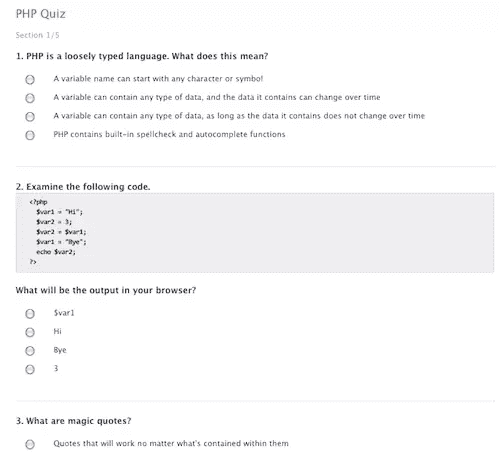 PHP Quiz
Section 1/5
1. PHP is a loosely typed language. What does this mean?
A variable name can start with any character or symbol
A variable can contain any type of data, and the data it contains can change over time
A variable can contain any type of data, as long as the data it contains does not change over time
PHP contains built-in spellcheck and autocomplete functions
2. Examine the following code.
<?php
$var1 = "Hi";
$var2 = 3;
$var2 = $var1;
$var1 = "Bye";
echo $var2;
?>
What will be the output in your browser?
$var1
Hi
Bye
3
3. What are magic quotes?
Quotes that will work no matter what's contained within them